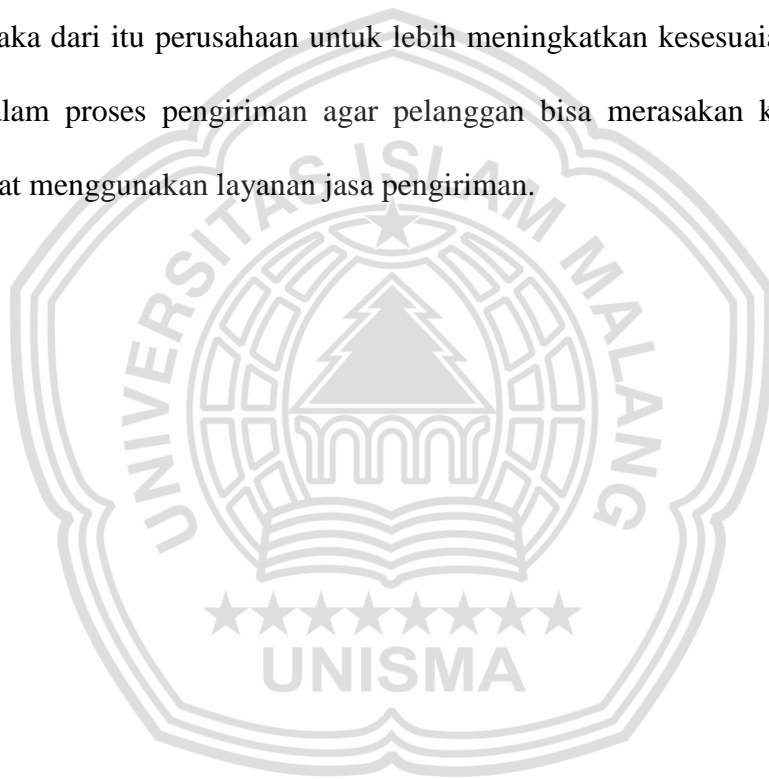 aka dari itu perusahaan untuk lebih meningkatkan kesesuaia
alam proses pengiriman agar pelanggan bisa merasakan k
at menggunakan layanan jasa pengiriman.
UNIVERSITAS ISLAM MALANG
UNISMA